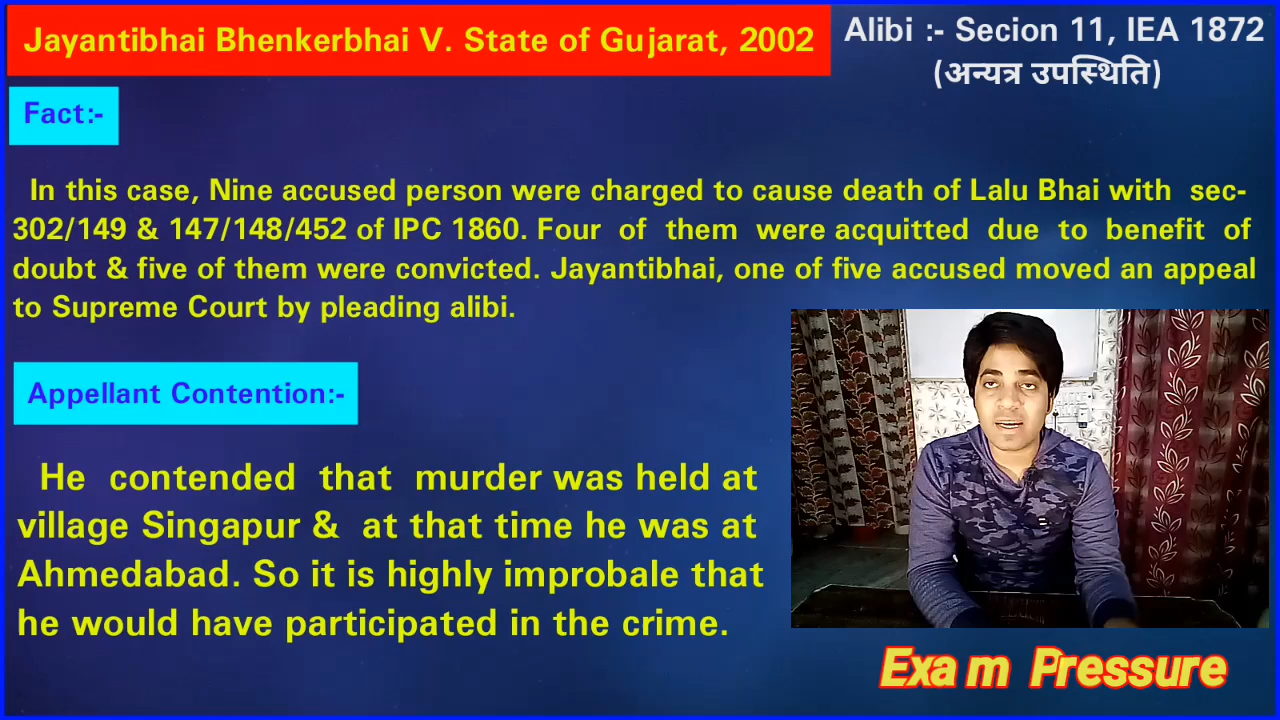 Jayantibhai Bhenkerbhai V. State of Gujarat, 2002
Alibi :- Secion 11, IEA 1872
(अन्यत्र उपस्थिति)
Fact:-
In this case, Nine accused person were charged to cause death of Lalu Bhai with sec-
302/149 & 147/148/452 of IPC 1860. Four of them were acquitted due to benefit of
doubt & five of them were convicted. Jayantibhai, one of five accused moved an appeal
to Supreme Court by pleading alibi.
Appellant Contention:-
He contended that murder was held at
village Singapur & at that time he was at
Ahmedabad. So it is highly improbale that
he would have participated in the crime.
Exam Pressure